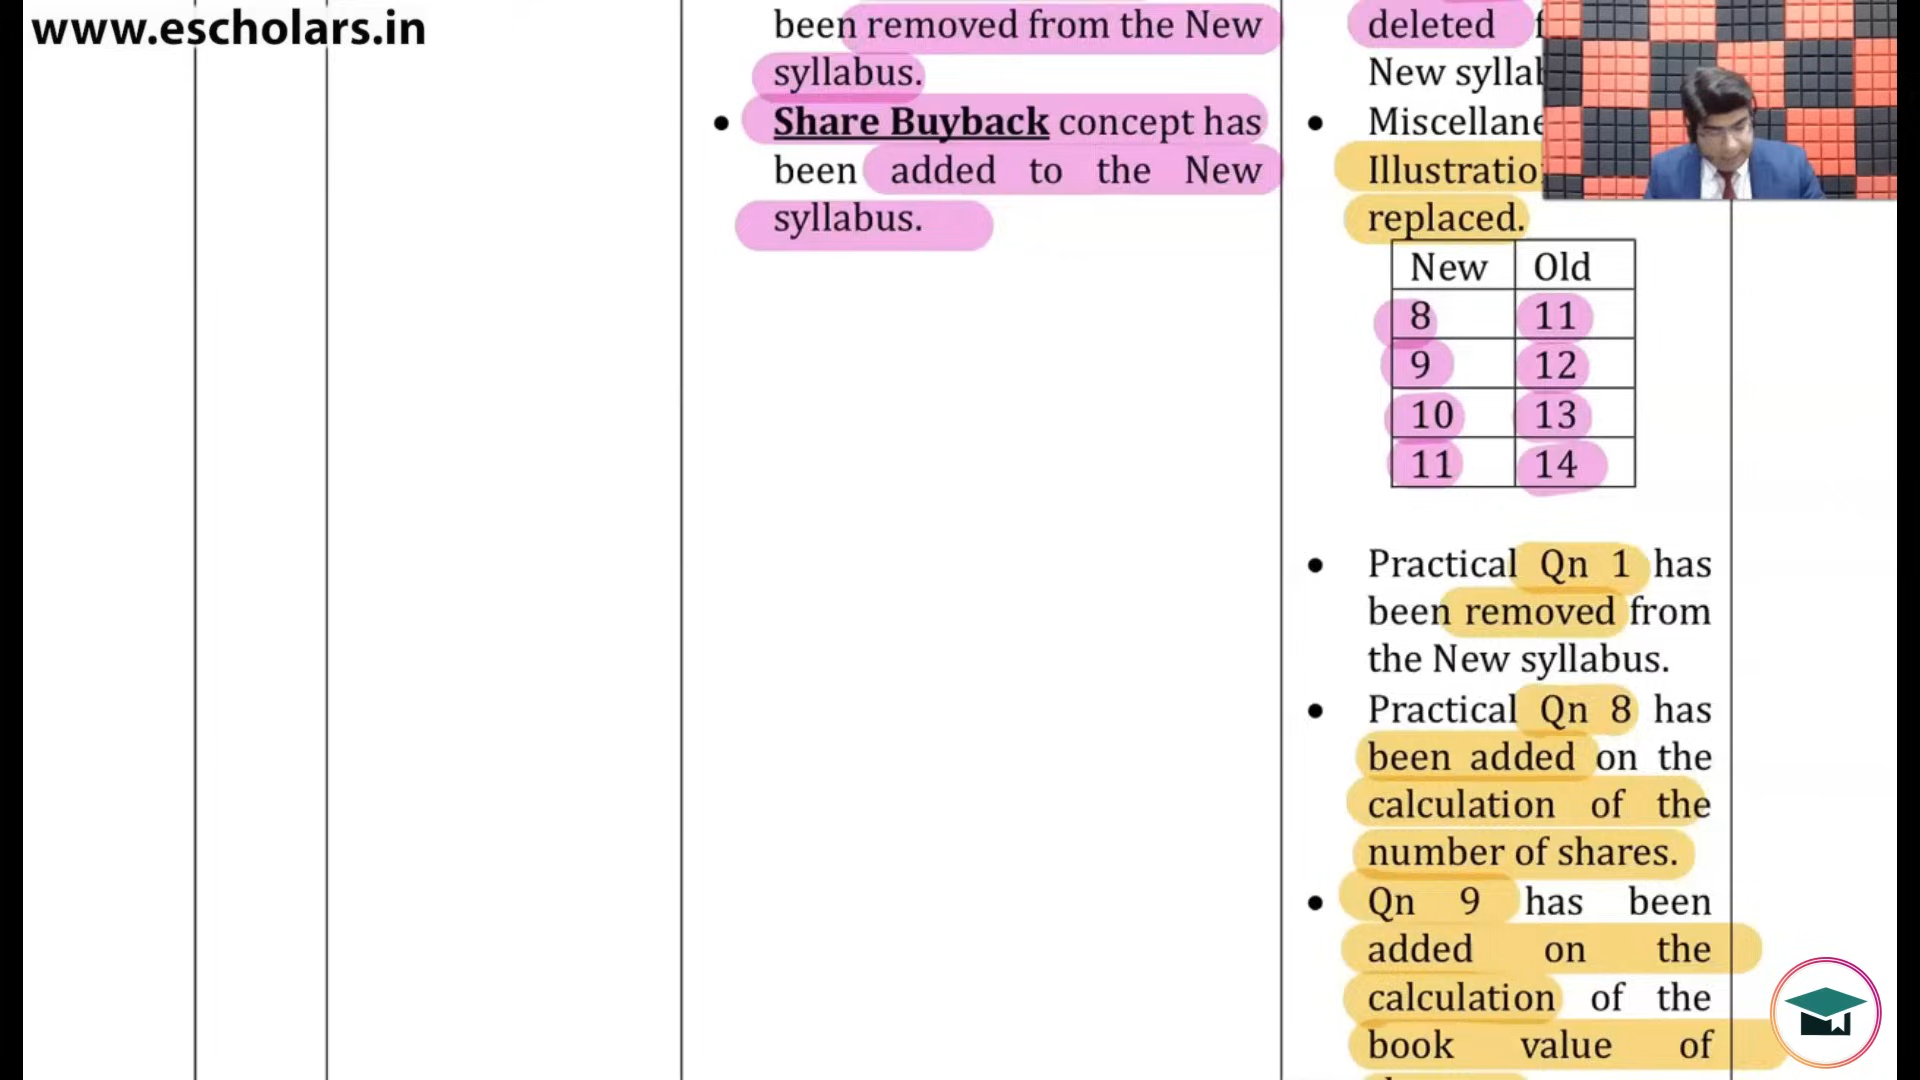 www.escholars.in
been removed from the New
syllabus.
• Share Buyback concept has
been added to the New
syllabus.
deleted
New
• 
Illustratio
replaced.
New Old
8 11
9 12
10 13
11 14
• Practical Qn 1 has
been removed from
the New syllabus.
• Practical Qn 8 has
been added on the
calculation of the
number of shares.
• Qn 9 has been
added on the
calculation of the
book value of